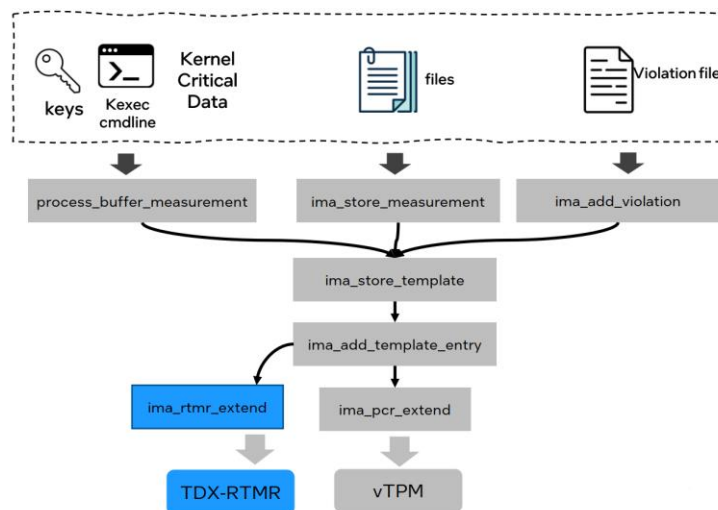 keys
Kexec
cmdline
Kernel
Critical
Data
files
Violation file
process_buffer_measurement
ima_store_measurement
ima_add_violation
ima_store_template
ima_add_template_entry
ima_rtmr_extend
ima_pcr_extend
TDX-RTMR
vTPM